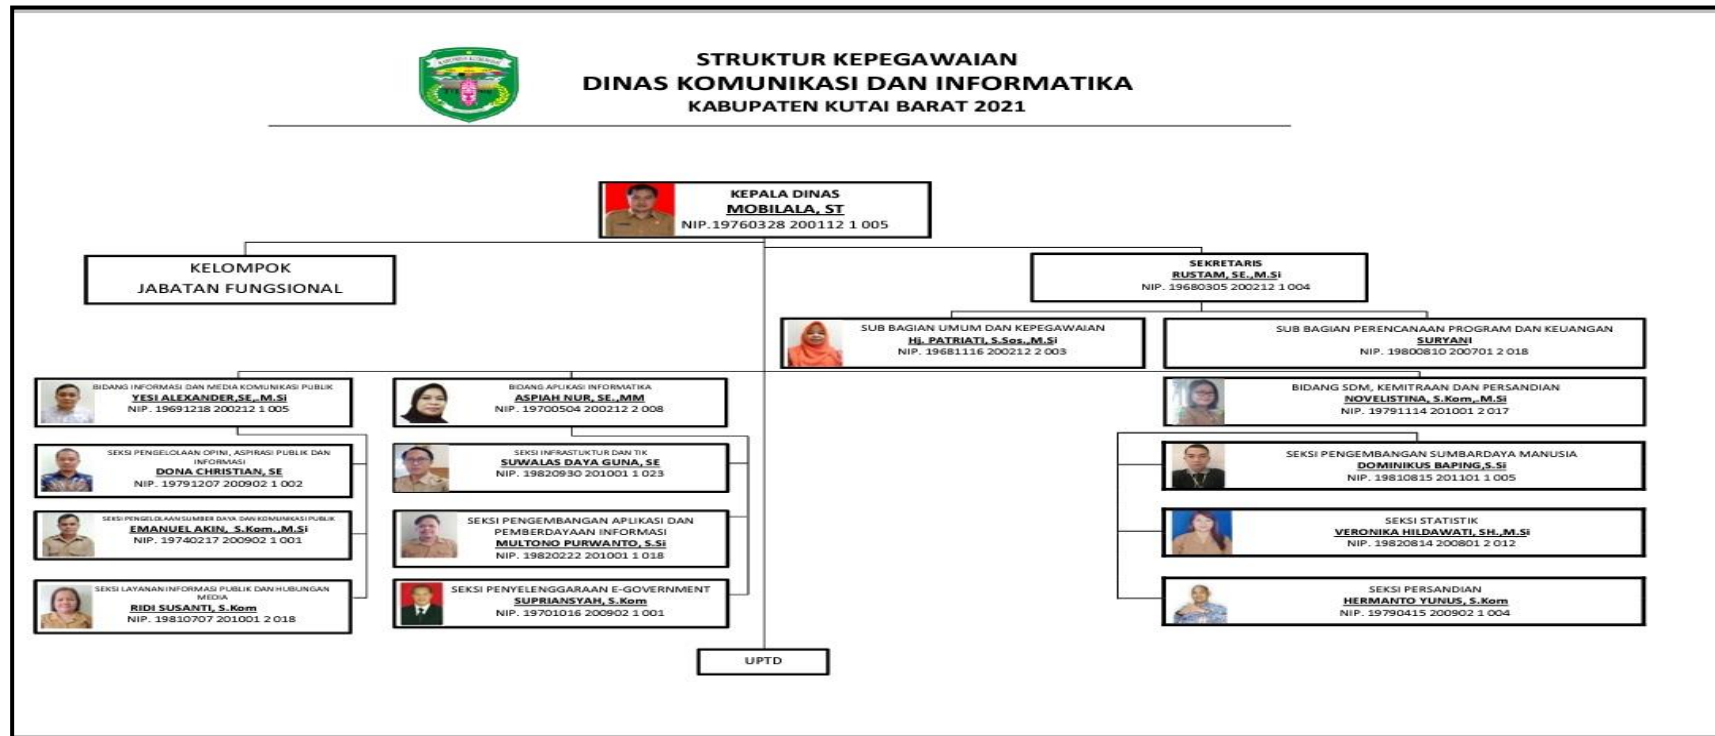 STRUKTUR KEPEGAWAIAN
DINAS KOMUNIKASI DAN INFORMATIKA
KABUPATEN KUTAI BARAT 2021
KEPALA DINAS
MOBILALA, ST
NIP.19760328 200112 1 005
KELOMPOK
JABATAN FUNGSIONAL
SEKRETARIS
RUSTAM, SE.,M.Si
NIP. 19680305 200212 1 004
SUB BAGIAN UMUM DAN KEPEGAWAIAN
Hj. PATRIATI, S.Sos.,M.Si
NIP. 19681116 200212 2 003
SUB BAGIAN PERENCANAAN PROGRAM DAN KEUANGAN
SURYANI
NIP. 19800810 200701 2 018
BIDANG INFORMASI DAN MEDIA KOMUNIKASI PUBLIK
YESI ALEXANDER,SE,.M.Si
NIP. 19691218 200212 1 005
SEKSI PENGELOLAAN OPINI, ASPIRASI PUBLIK DAN
INFORMASI
DONA CHRISTIAN, SE
NIP. 19791207 200902 1 002
SEKSI PENGELOLAAN SUMBER DAYA DAN KOMUNIKASI PUBLIK
EMANUEL AKIN, S.Kom.,M.Si
NIP. 19740217 200902 1 001
SEKSI LAYANAN INFORMASI PUBLIK DAN HUBUNGAN
MEDIA
RIDI SUSANTI, S.Kom
NIP. 19810707 201001 2 018
BIDANG APLIKASI INFORMATIKA
ASPIAH NUR, SE.,MM
NIP. 19700504 200212 2 008
SEKSI INFRASTUKTUR DAN TIK
SUWALAS DAYA GUNA, SE
NIP. 19820930 201001 1 023
SEKSI PENGEMBANGAN APLIKASI DAN
PEMBERDAYAAN INFORMASI
MULTONO PURWANTO, S.Si
NIP. 19820222 201001 1 018
SEKSI PENYELENGGARAAN E-GOVERNMENT
SUPRIANSYAH, S.Kom
NIP. 19701016 200902 1 001
BIDANG SDM, KEMITRAAN DAN PERSANDIAN
NOVELISTINA, S.Kom,.M.Si
NIP. 19791114 201001 2 017
SEKSI PENGEMBANGAN SUMBARDAYA MANUSIA
DOMINIKUS BAPING,S.Si
NIP. 19810815 201101 1 005
SEKSI STATISTIK
VERONIKA HILDAWATI, SH.,M.Si
NIP. 19820814 200801 2 012
SEKSI PERSANDIAN
HERMANTO YUNUS, S.Kom
NIP. 19790415 200902 1 004
UPTD